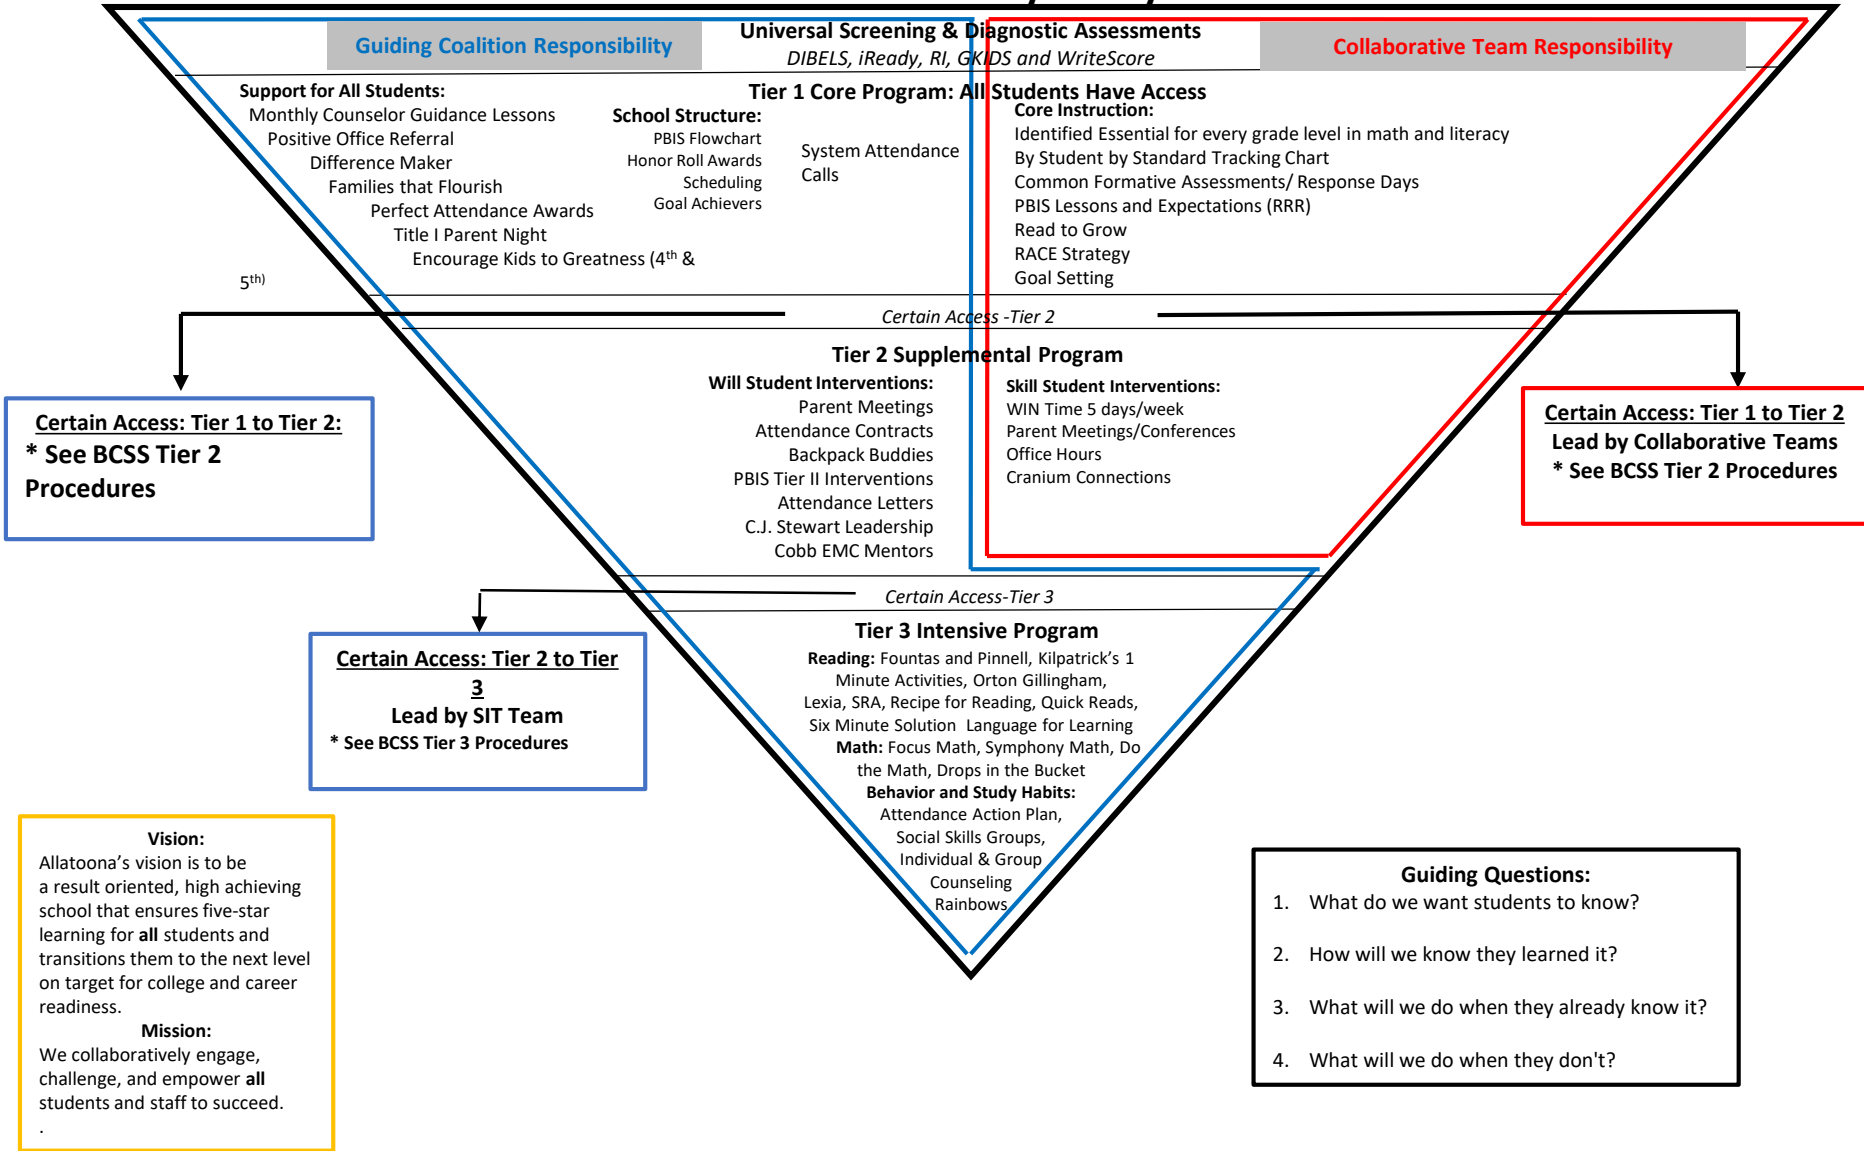 Guiding Coalition Responsibility
Universal Screening & Diagnostic Assessments
DIBELS, iReady, RI, GKIDS and WriteScore
Collaborative Team Responsibility
Tier 1 Core Program: All Students Have Access
Support for All Students:
Monthly Counselor Guidance Lessons
Positive Office Referral
Difference Maker
Families that Flourish
Perfect Attendance Awards
Title I Parent Night
Encourage Kids to Greatness (4th &
5th)
School Structure:
PBIS Flowchart
Honor Roll Awards
Scheduling
Goal Achievers
System Attendance
Calls
Core Instruction:
Identified Essential for every grade level in math and literacy
By Student by Standard Tracking Chart
Common Formative Assessments/ Response Days
PBIS Lessons and Expectations (RRR)
Read to Grow
RACE Strategy
Goal Setting
Certain Access -Tier 2
Tier 2 Supplemental Program
Will Student Interventions:
Parent Meetings
Attendance Contracts
Backpack Buddies
PBIS Tier II Interventions
Attendance Letters
C.J. Stewart Leadership
Cobb EMC Mentors
Skill Student Interventions:
WIN Time 5 days/week
Parent Meetings/Conferences
Office Hours
Cranium Connections
Certain Access: Tier 1 to Tier 2:
* See BCSS Tier 2
Procedures
Certain Access: Tier 1 to Tier 2
Lead by Collaborative Teams
* See BCSS Tier 2 Procedures
Certain Access-Tier 3
Certain Access: Tier 2 to Tier
3
Lead by SIT Team
* See BCSS Tier 3 Procedures
Tier 3 Intensive Program
Reading: Fountas and Pinnell, Kilpatrick's 1
Minute Activities, Orton Gillingham,
Lexia, SRA, Recipe for Reading, Quick Reads,
Six Minute Solution Language for Learning
Math: Focus Math, Symphony Math, Do
the Math, Drops in the Bucket
Behavior and Study Habits:
Attendance Action Plan,
Social Skills Groups,
Individual & Group
Counseling
Rainbows
Vision:
Allatoona's vision is to be
a result oriented, high achieving
school that ensures five-star
learning for all students and
transitions them to the next level
on target for college and career
readiness.
Mission:
We collaboratively engage,
challenge, and empower all
students and staff to succeed.
.
Guiding Questions:
1. What do we want students to know?
2. How will we know they learned it?
3. What will we do when they already know it?
4. What will we do when they don't?